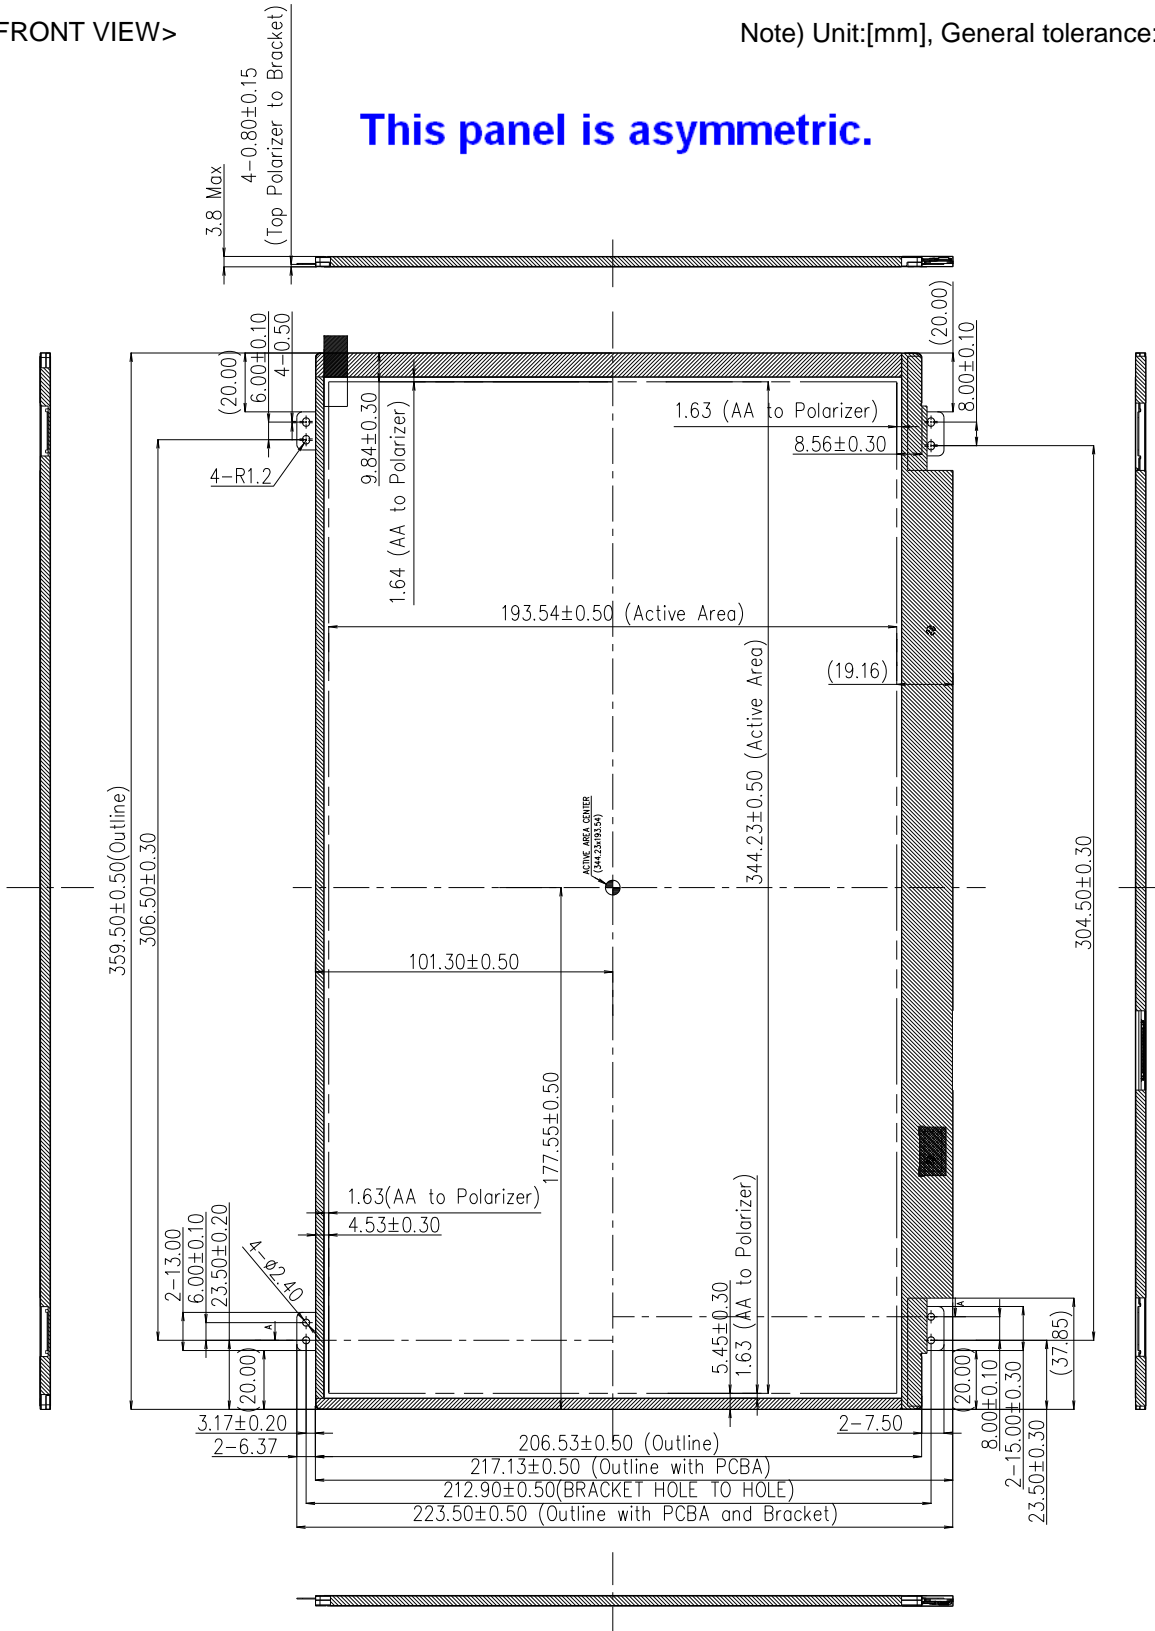 FRONT VIEW>
Note) Unit:[mm], General tolerance:
This panel is asymmetric.
3.8 Max
4-0.80±0.15
(Top Polarizer to Bracket)
(20.00)
6.00±0.10
4-0.50
(20.00)
8.00±0.10
4-R1.2
9.84±0.30
1.64 (AA to Polarizer)
1.63 (AA to Polarizer)
8.56±0.30
193.54±0.50 (Active Area)
(19.16)
344.23±0.50 (Active Area)
359.50±0.50(Outline)
306.50±0.30
ACTIVE AREA CENTER
(344.23x193.54)
304.50±0.30
101.30±0.50
177.55±0.50
1.63(AA to Polarizer)
4.53±0.30
2-13.00
6.00±0.10
23.50±0.20
4-ø2.40
A
(20.00)
5.45±0.30
1.63 (AA to Polarizer)
A
(20.00)
8.00±0.10
2-15.00±0.30
23.50±0.30
(37.85)
3.17±0.20
2-6.37
2-7.50
206.53±0.50 (Outline)
217.13±0.50 (Outline with PCBA)
212.90±0.50(BRACKET HOLE TO HOLE)
223.50±0.50 (Outline with PCBA and Bracket)